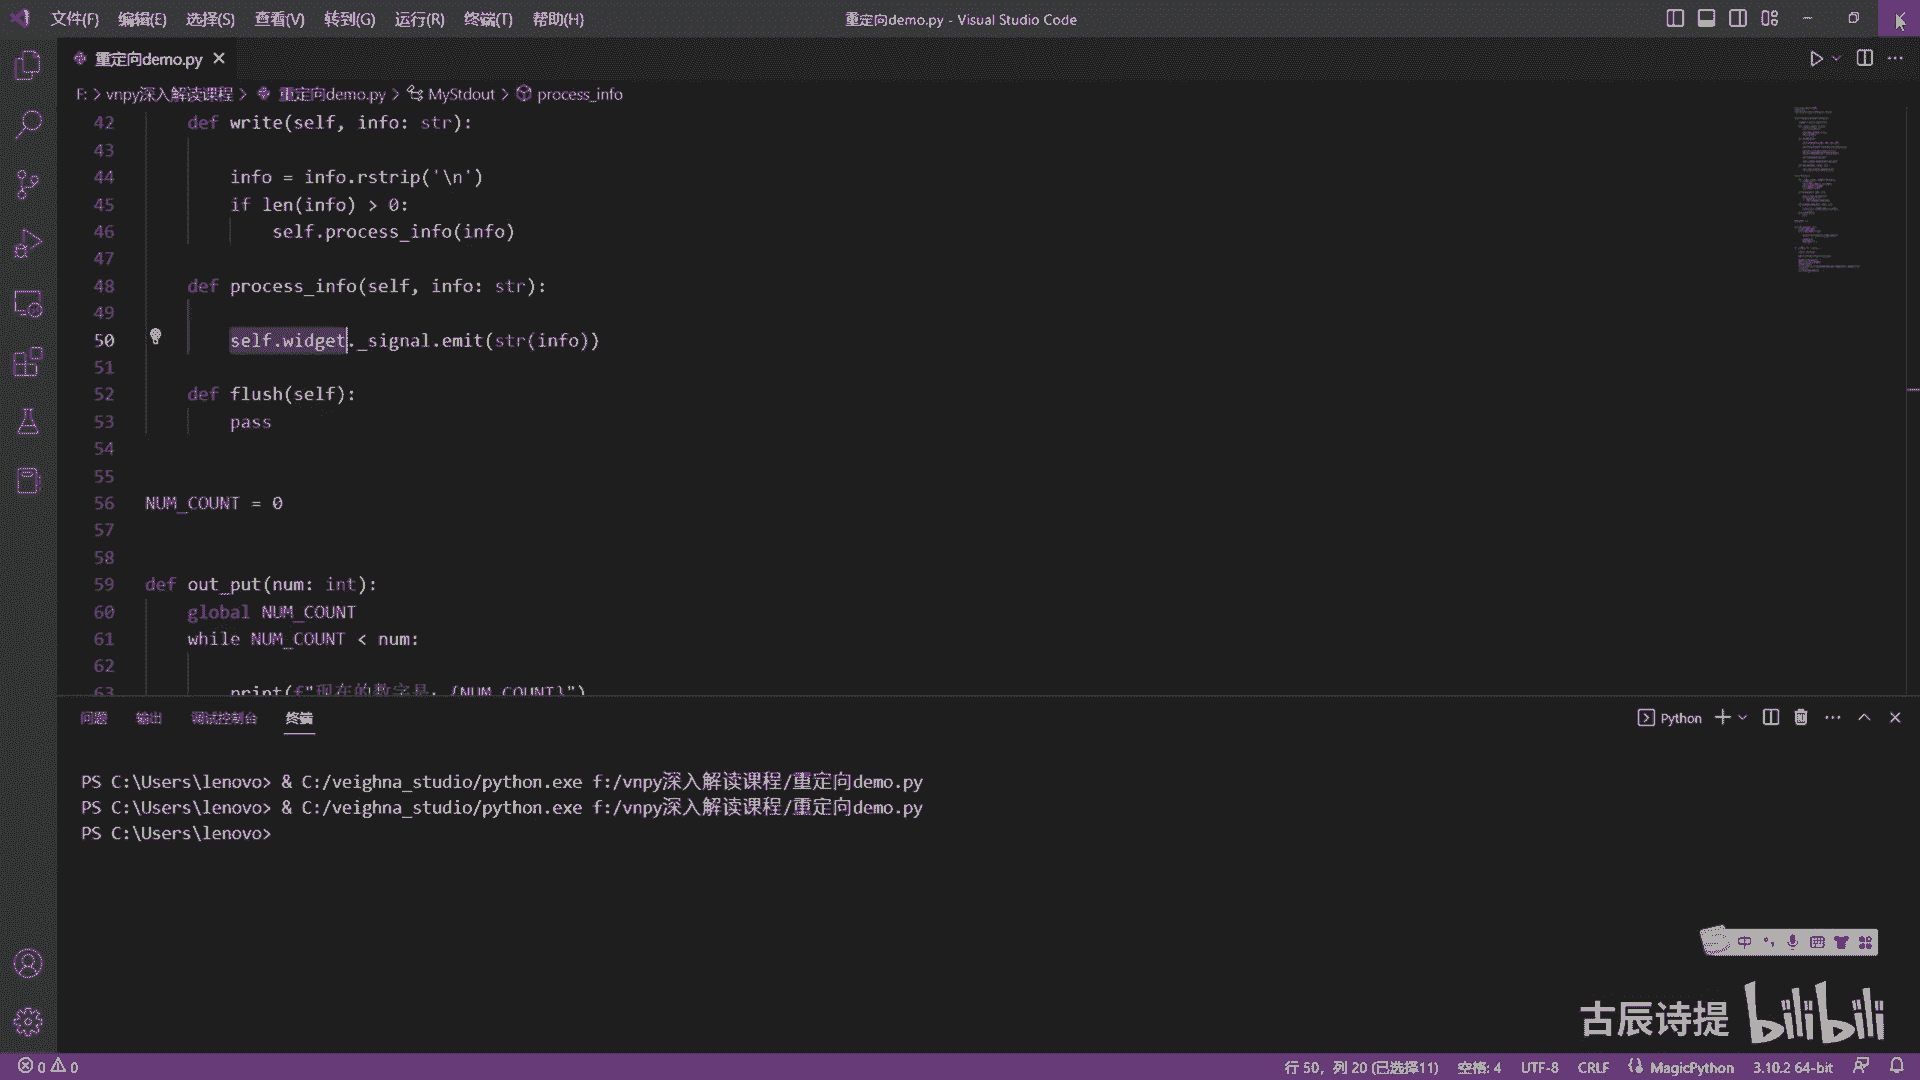 文件(F) 编辑(E) 选择(S) 查看(V) 转到(G) 运行(R) 终端(T) 帮助(H) 重定向demo.py - Visual Studio Code
重定向demo.py
F: > vnpy深入解读课程 > 重定向demo.py > MyStdout > process_info
42 def write(self, info: str):
43
44 info = info.rstrip('\n')
45 if len(info) > 0:
46 self.process_info(info)
47
48 def process_info(self, info: str):
49
50 self.widget._signal.emit(str(info))
51
52 def flush(self):
53 pass
54
55
56 NUM_COUNT = 0
57
58
59 def out_put(num: int):
60 global NUM_COUNT
61 while NUM_COUNT < num:
62
63 print(f"现在的数字是: {NUM_COUNT}")
问题 输出 调试控制台 终端 Python
PS C:\Users\lenovo> & C:/veighna_studio/python.exe f:/vnpy深入解读课程/重定向demo.py
PS C:\Users\lenovo> & C:/veighna_studio/python.exe f:/vnpy深入解读课程/重定向demo.py
PS C:\Users\lenovo>
中
古辰诗提 bilibili
0 0 行 50，列 20 (已选择11) 空格: 4 UTF-8 CRLF MagicPython 3.10.2 64-bit